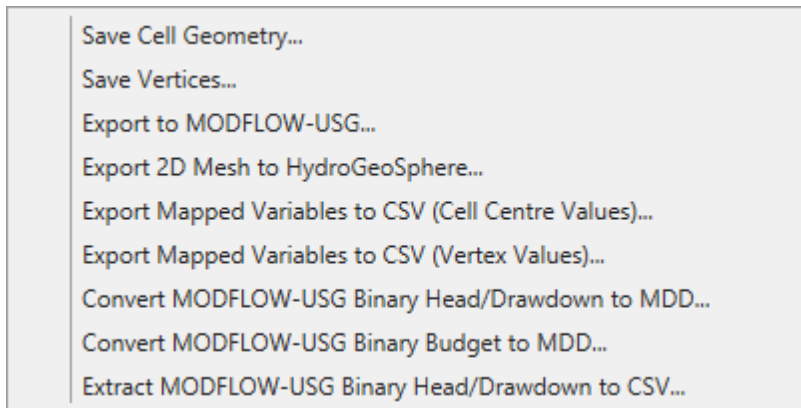 Save Cell Geometry...
Save Vertices...
Export to MODFLOW-USG...
Export 2D Mesh to HydroGeoSphere...
Export Mapped Variables to CSV (Cell Centre Values)...
Export Mapped Variables to CSV (Vertex Values)...
Convert MODFLOW-USG Binary Head/Drawdown to MDD...
Convert MODFLOW-USG Binary Budget to MDD...
Extract MODFLOW-USG Binary Head/Drawdown to CSV...